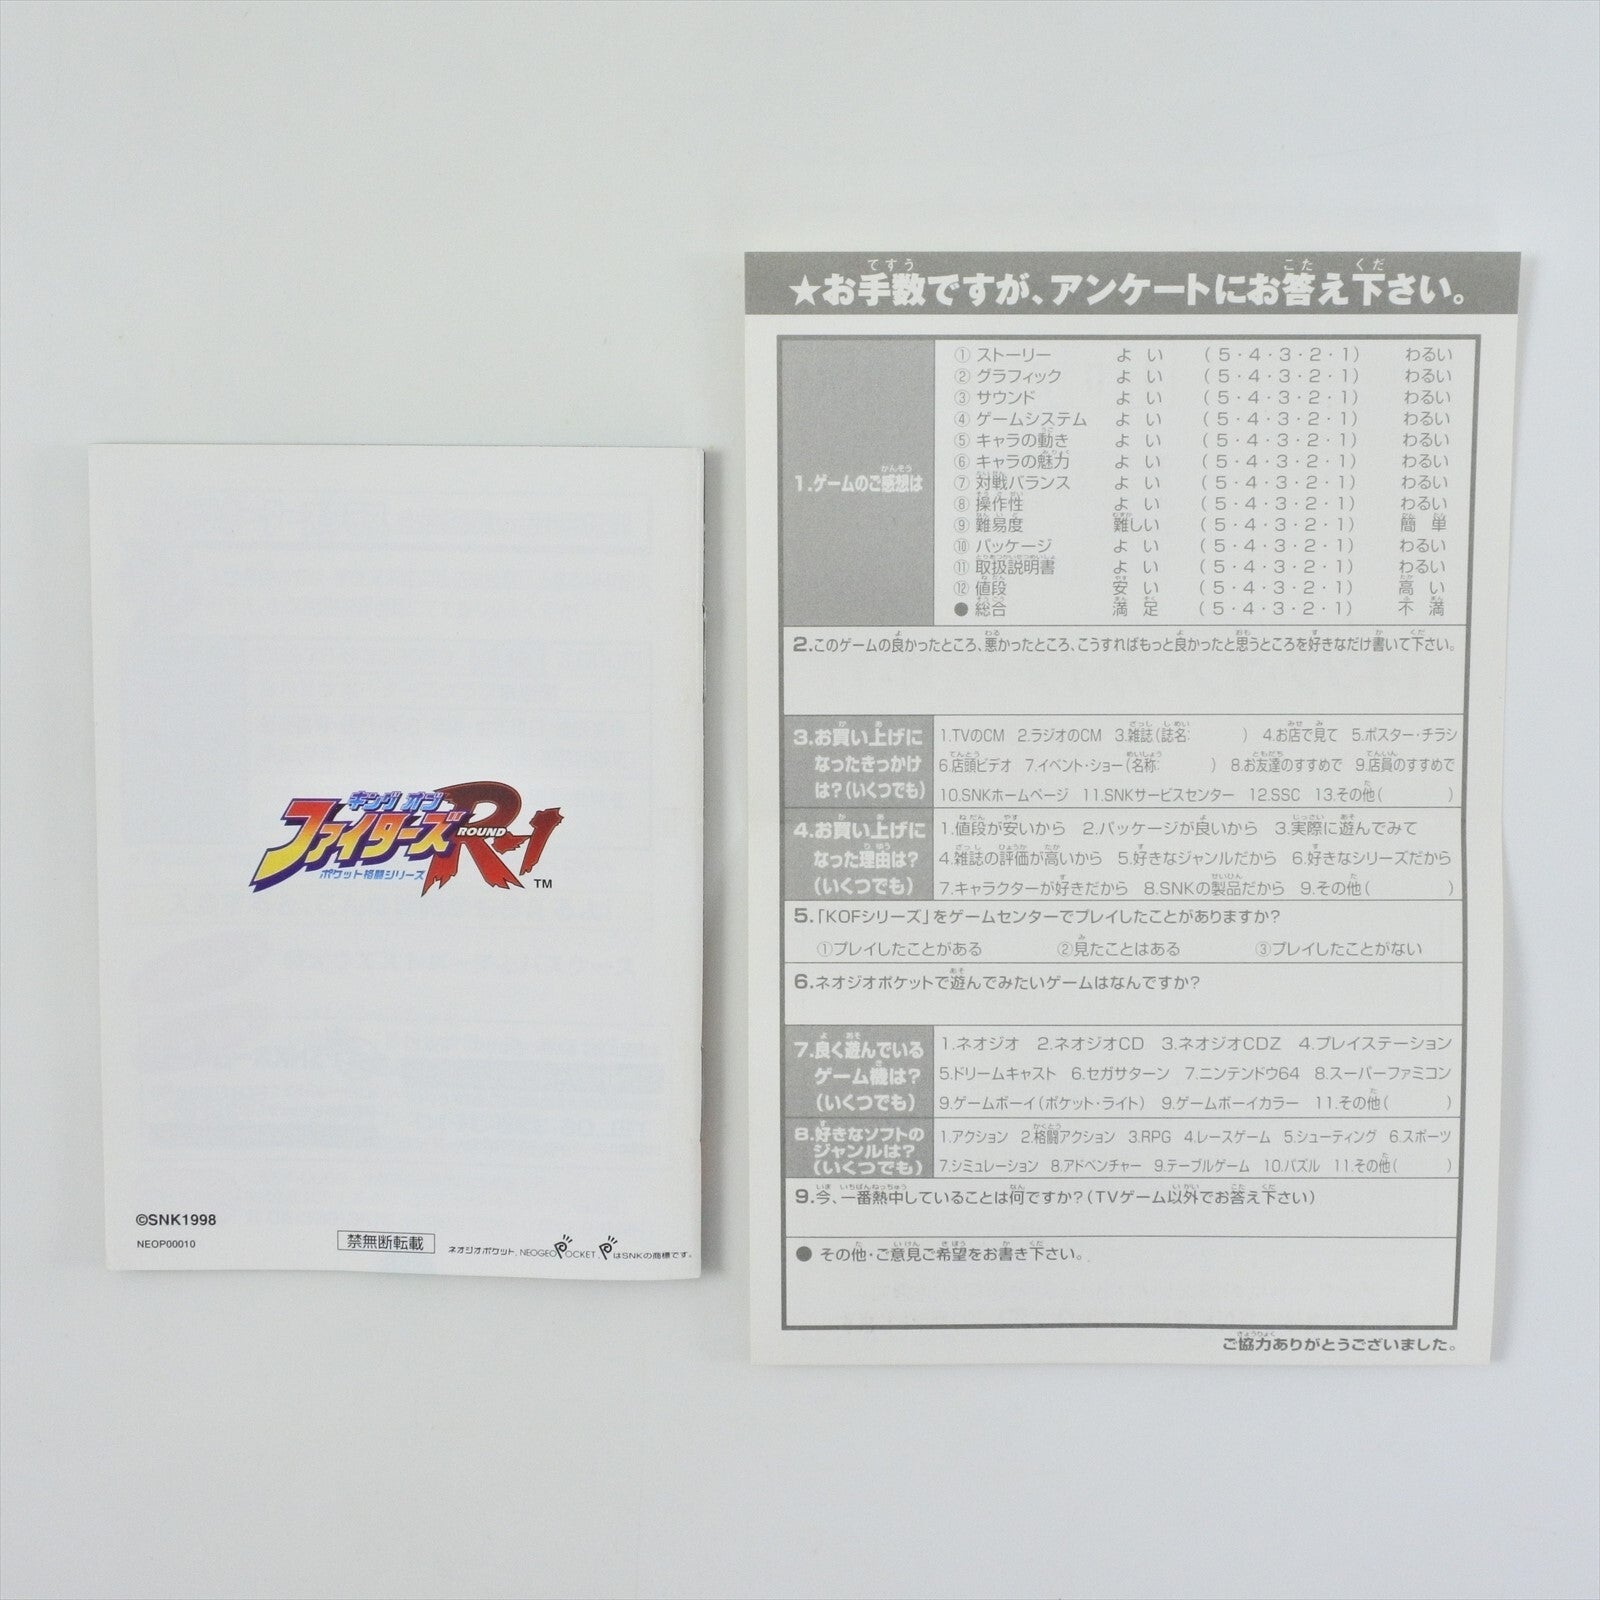 キング オブ
ファイターズ
ROUND
R-1
ポケット格闘シリーズ
TM
©SNK1998
NEOP00010
禁無断転載
ネオジオポケット, NEOGEO POCKET, はSNKの商標です。
★お手数ですが、アンケートにお答え下さい。
1.ゲームのご感想は
① ストーリー よ い (5・4・3・2・1) わるい
② グラフィック よ い (5・4・3・2・1) わるい
③ サウンド よ い (5・4・3・2・1) わるい
④ ゲームシステム よ い (5・4・3・2・1) わるい
⑤ キャラの動き よ い (5・4・3・2・1) わるい
⑥ キャラの魅力 よ い (5・4・3・2・1) わるい
⑦ 対戦バランス よ い (5・4・3・2・1) わるい
⑧ 操作性 よ い (5・4・3・2・1) わるい
⑨ 難易度 難しい (5・4・3・2・1) 簡 単
⑩ パッケージ よ い (5・4・3・2・1) わるい
⑪ 取扱説明書 よ い (5・4・3・2・1) わるい
⑫ 値段 安 い (5・4・3・2・1) 高 い
● 総合 満 足 (5・4・3・2・1) 不 満
2.このゲームの良かったところ、悪かったところ、こうすればもっと良かったと思うところを好きなだけ書いて下さい。
3.お買い上げに
なったきっかけ
は?(いくつでも)
1.TVのCM 2.ラジオのCM 3.雑誌(誌名: ) 4.お店で見て 5.ポスター・チラシ
6.店頭ビデオ 7.イベント・ショー(名称: ) 8.お友達のすすめで 9.店員のすすめで
10.SNKホームページ 11.SNKサービスセンター 12.SSC 13.その他( )
4.お買い上げに
なった理由は?
(いくつでも)
1.値段が安いから 2.パッケージが良いから 3.実際に遊んでみて
4.雑誌の評価が高いから 5.好きなジャンルだから 6.好きなシリーズだから
7.キャラクターが好きだから 8.SNKの製品だから 9.その他( )
5.「KOFシリーズ」をゲームセンターでプレイしたことがありますか?
①プレイしたことがある ②見たことはある ③プレイしたことがない
6.ネオジオポケットで遊んでみたいゲームはなんですか?
7.良く遊んでいる
ゲーム機は?
(いくつでも)
1.ネオジオ 2.ネオジオCD 3.ネオジオCDZ 4.プレイステーション
5.ドリームキャスト 6.セガサターン 7.ニンテンドウ64 8.スーパーファミコン
9.ゲームボーイ(ポケット・ライト) 9.ゲームボーイカラー 11.その他( )
8.好きなソフトの
ジャンルは?
(いくつでも)
1.アクション 2.格闘アクション 3.RPG 4.レースゲーム 5.シューティング 6.スポーツ
7.シミュレーション 8.アドベンチャー 9.テーブルゲーム 10.パズル 11.その他( )
9.今、一番熱中していることは何ですか?(TVゲーム以外でお答え下さい)
● その他・ご意見ご希望をお書き下さい。
ご協力ありがとうございました。